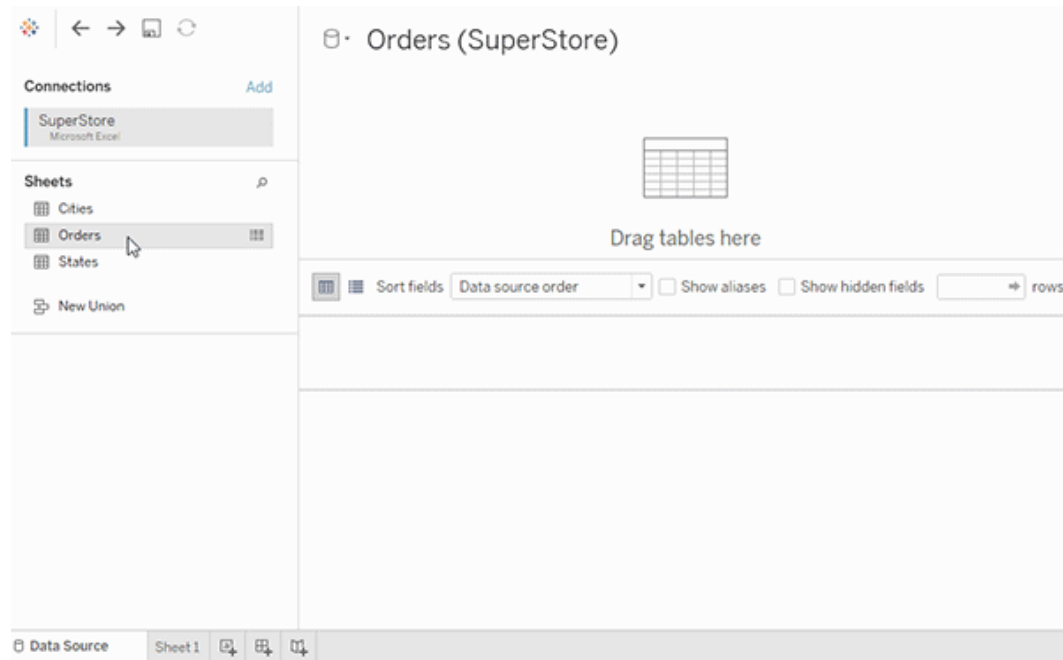 Orders (SuperStore)
Connections
Add
SuperStore
Microsoft Excel
Sheets
Cities
Orders
States
New Union
Drag tables here
Sort fields
Data source order
Show aliases
Show hidden fields
rows
Data Source
Sheet 1